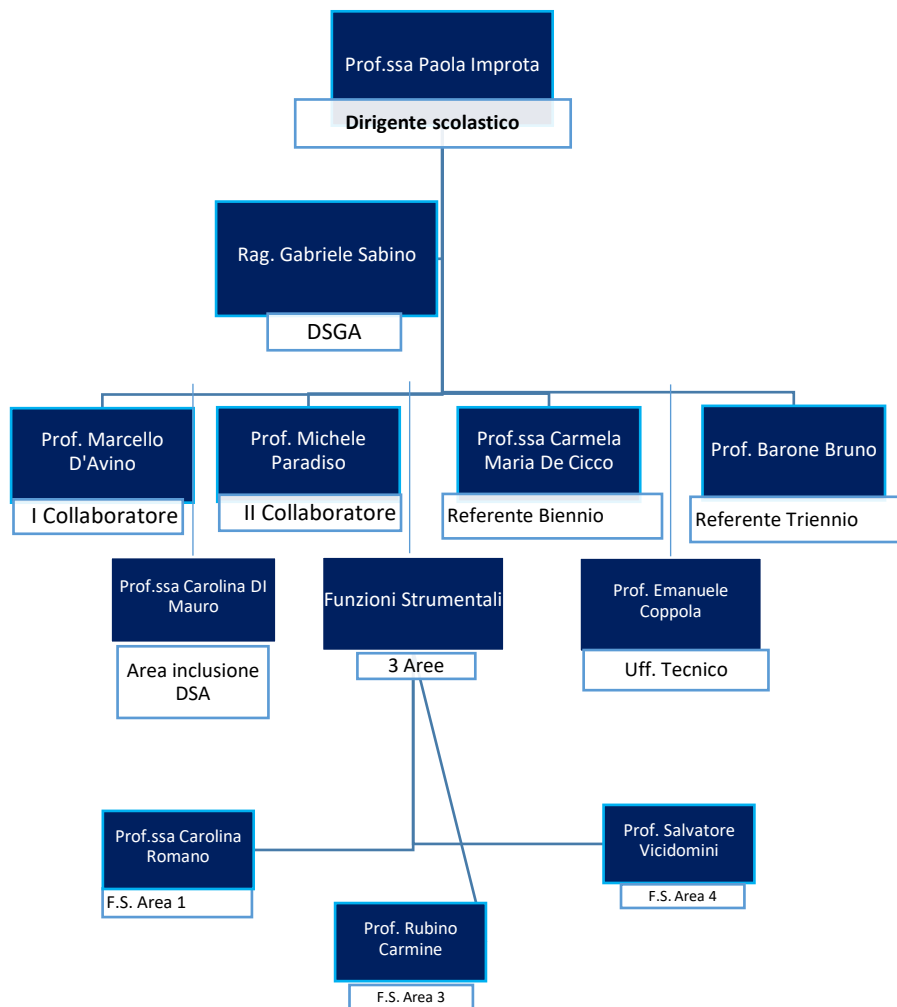 Prof.ssa Paola Improta
Dirigente scolastico
Rag. Gabriele Sabino
DSGA
Prof. Marcello
D'Avino
I Collaboratore
Prof. Michele
Paradiso
II Collaboratore
Prof.ssa Carmela
Maria De Cicco
Referente Biennio
Prof. Barone Bruno
Referente Triennio
Prof.ssa Carolina DI
Mauro
Area inclusione
DSA
Funzioni Strumentali
3 Aree
Prof. Emanuele
Coppola
Uff. Tecnico
Prof.ssa Carolina
Romano
F.S. Area 1
Prof. Rubino
Carmine
F.S. Area 3
Prof. Salvatore
Vicidomini
F.S. Area 4